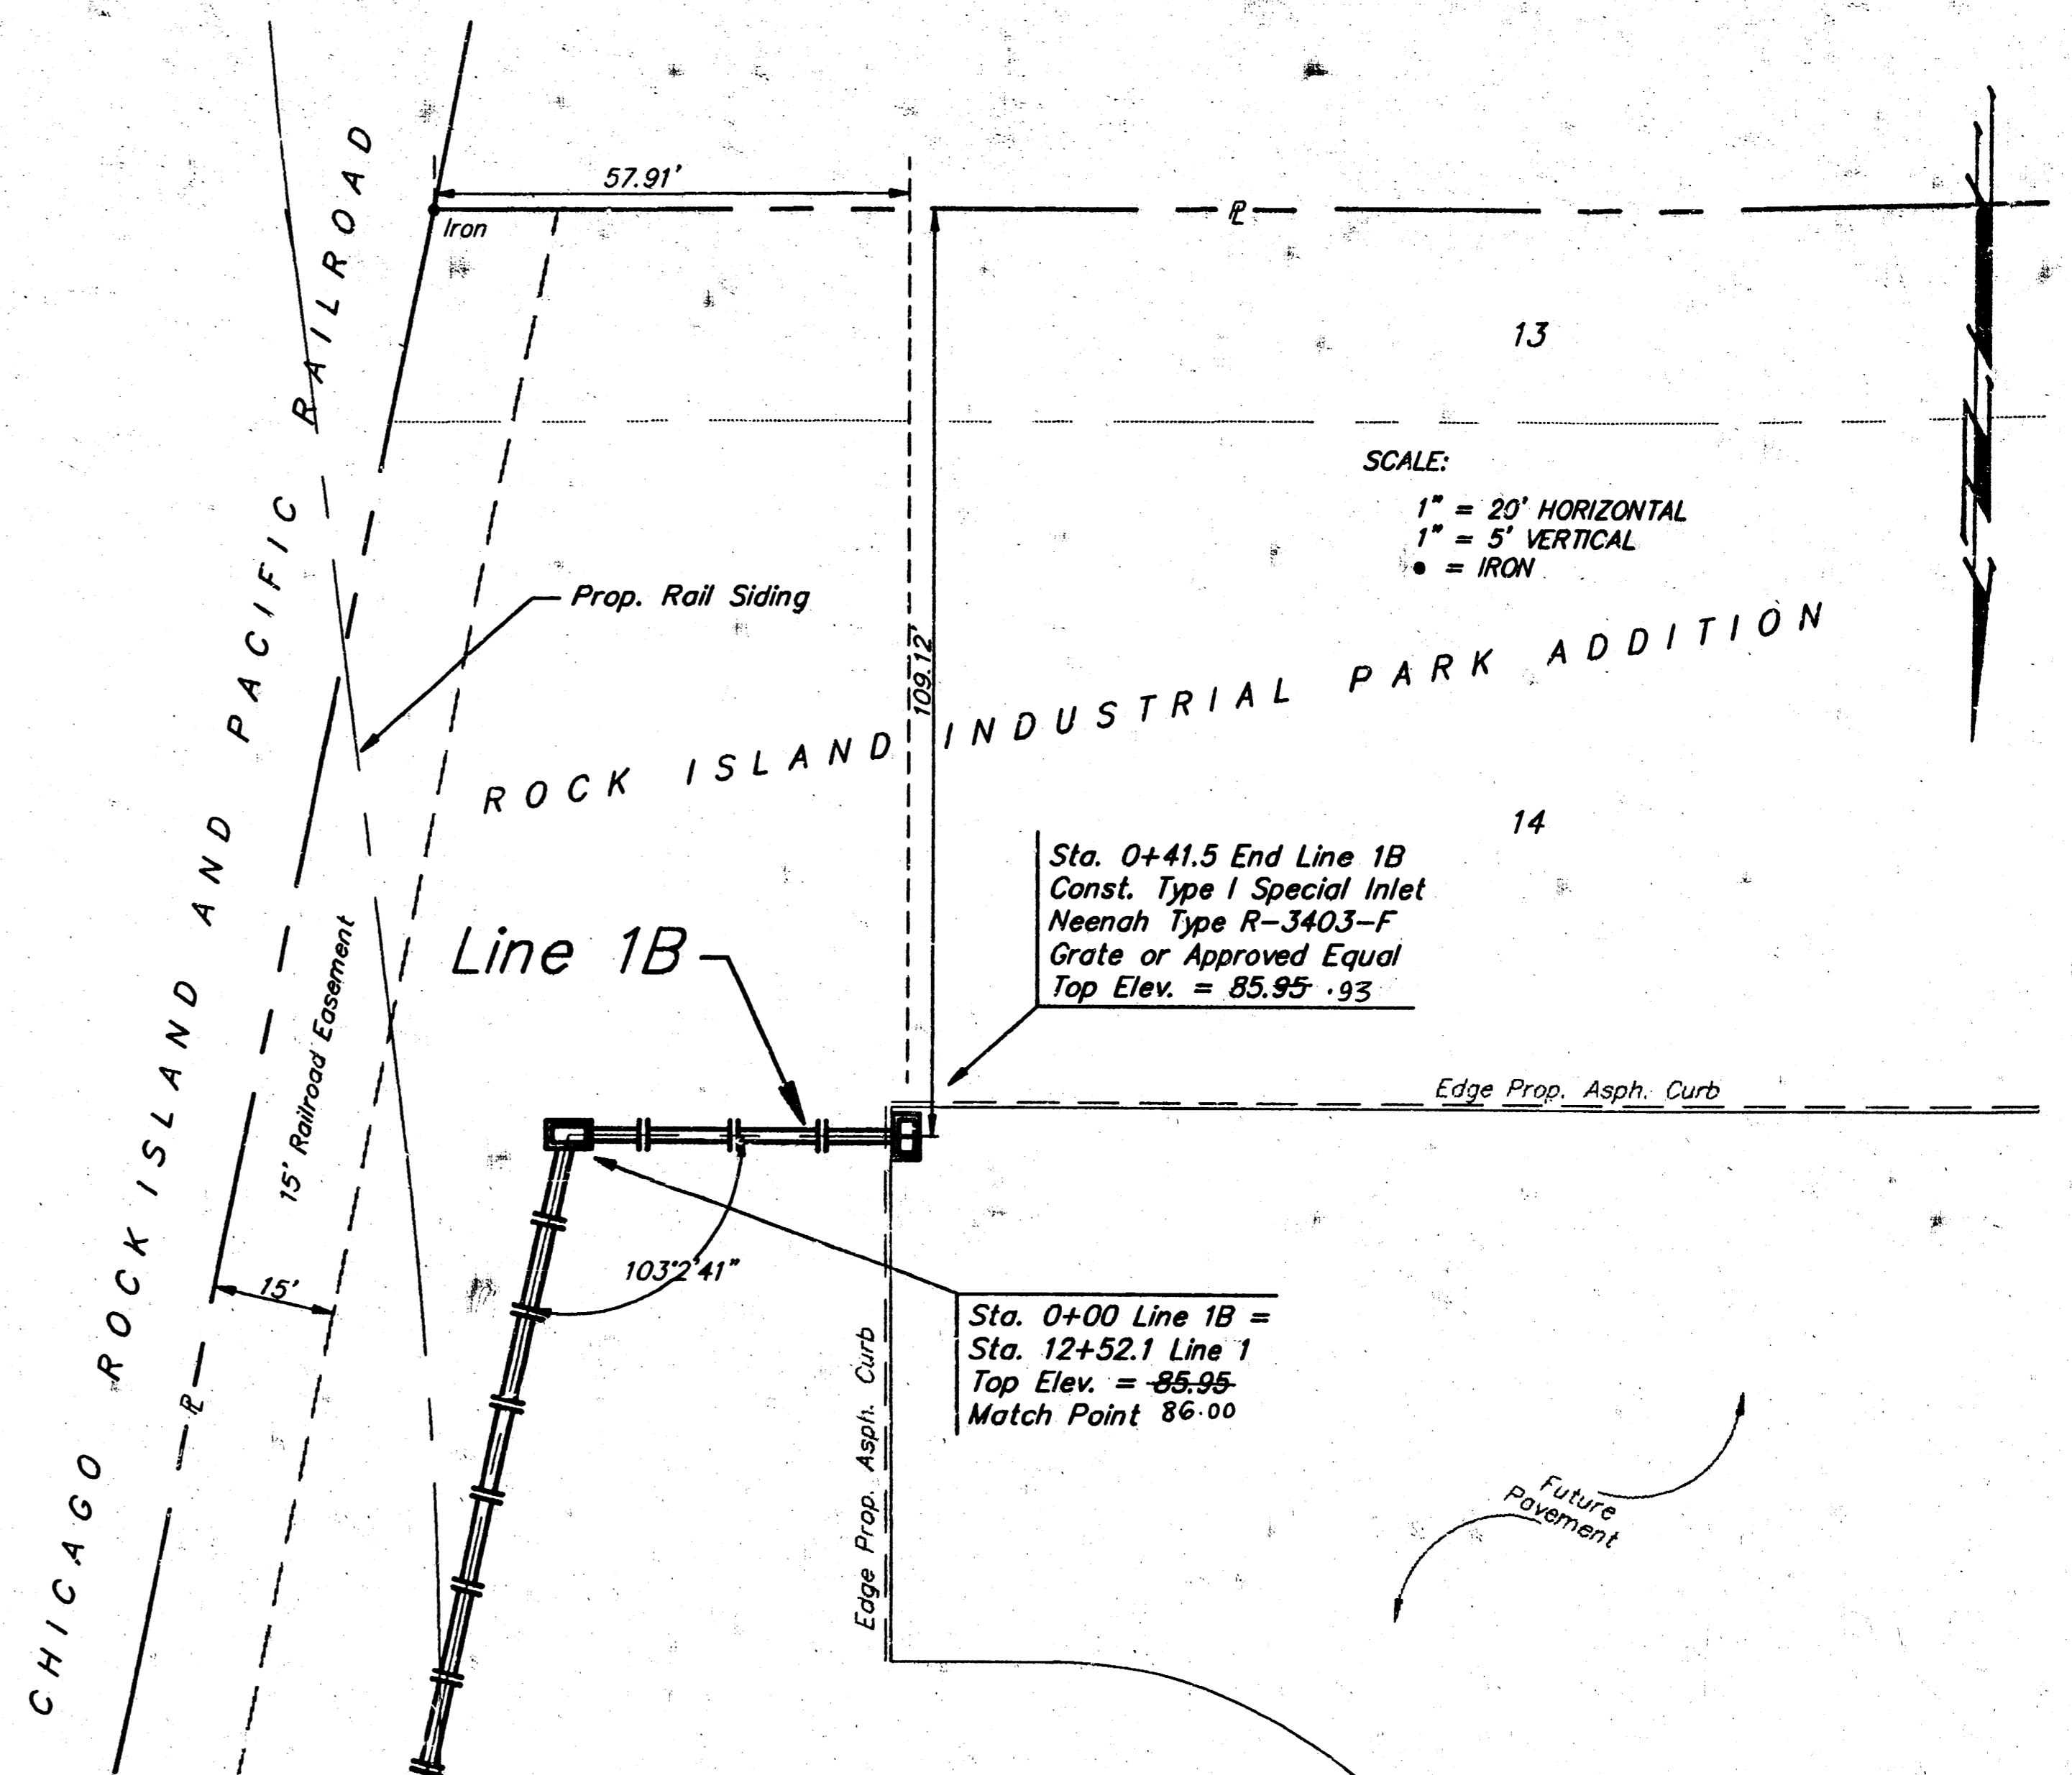 57.91'
Iron
℄
13
SCALE:
1" = 20' HORIZONTAL
1" = 5' VERTICAL
● = IRON
CHICAGO ROCK ISLAND AND PACIFIC RAILROAD
Prop. Rail Siding
109.12'
ROCK ISLAND INDUSTRIAL PARK ADDITION
14
Sta. 0+41.5 End Line 1B
Const. Type I Special Inlet
Neenah Type R-3403-F
Grate or Approved Equal
Top Elev. = 85.95 .93
Line 1B
15' Railroad Easement
Edge Prop. Asph. Curb
103°2'41"
15'
Sta. 0+00 Line 1B =
Sta. 12+52.1 Line 1
Top Elev. = 85.95
Match Point 86.00
PL
Edge Prop. Asph. Curb
Future
Pavement